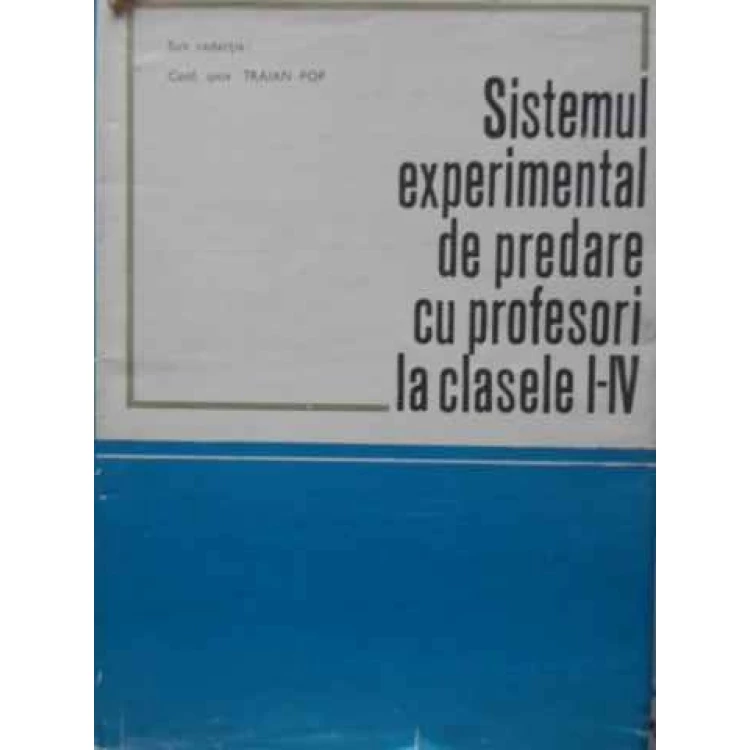 Sub redacția
Conf. univ. TRAIAN POP
Sistemul
experimental
de predare
cu profesori
la clasele I-IV